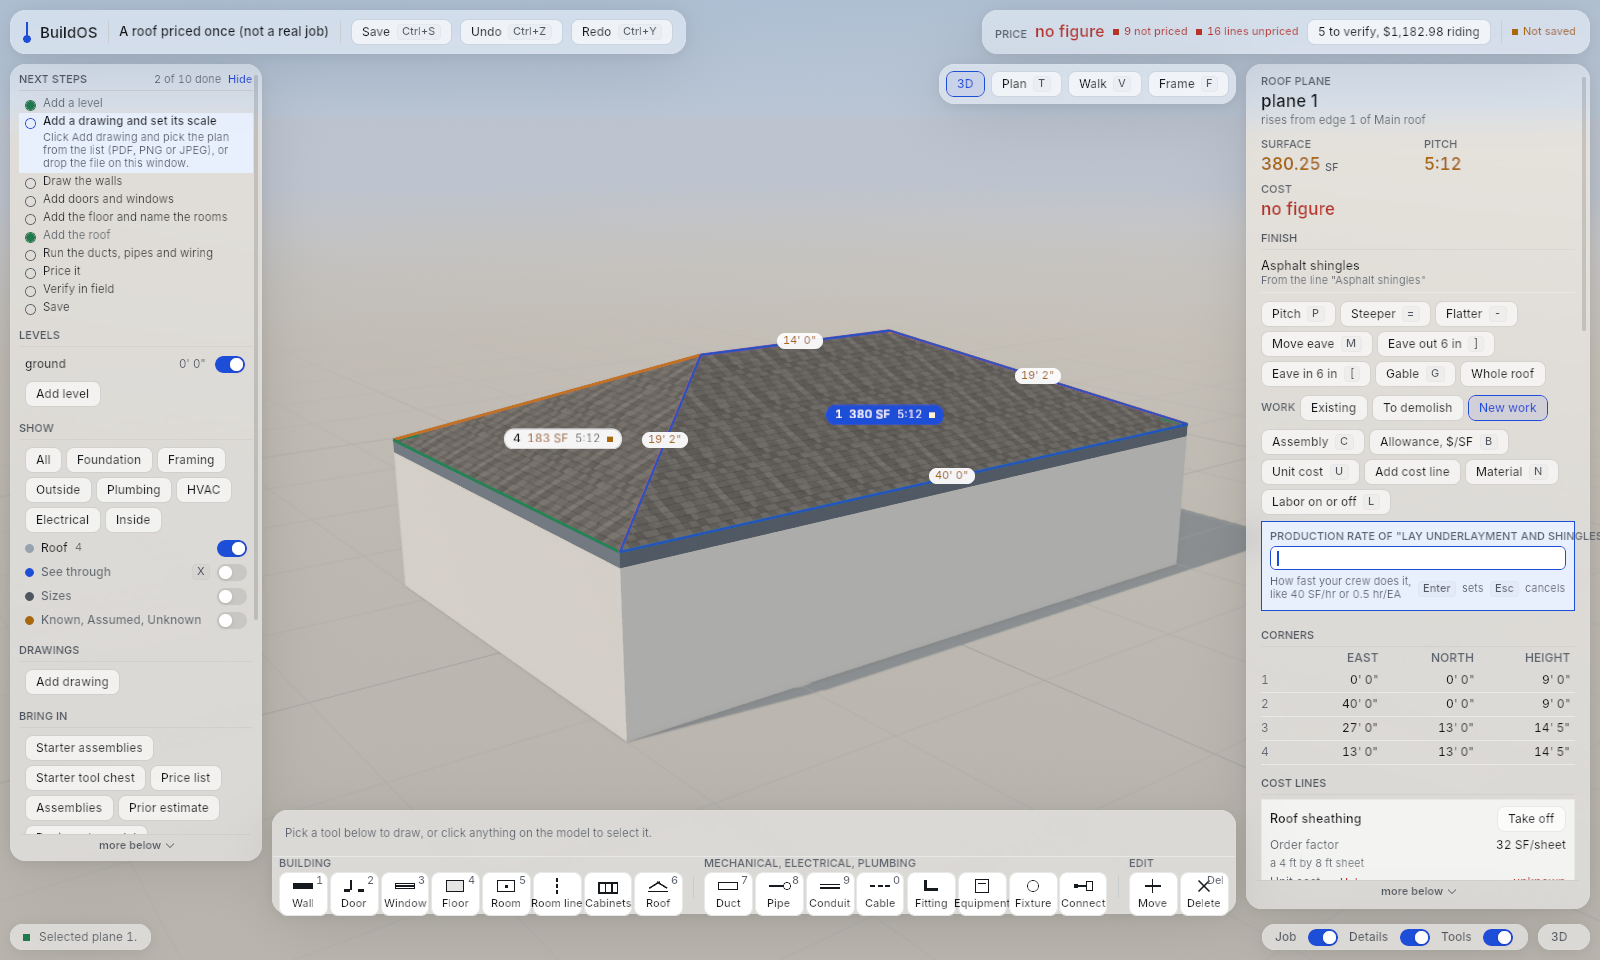 BuildOS
A roof priced once (not a real job)
Save Ctrl+S
Undo Ctrl+Z
Redo Ctrl+Y
PRICE no figure
9 not priced
16 lines unpriced
5 to verify, $1,182.98 riding
Not saved
NEXT STEPS 2 of 10 done Hide
Add a level
Add a drawing and set its scale
Click Add drawing and pick the plan
from the list (PDF, PNG or JPEG), or
drop the file on this window.
Draw the walls
Add doors and windows
Add the floor and name the rooms
Add the roof
Run the ducts, pipes and wiring
Price it
Verify in field
Save
LEVELS
ground 0' 0"
Add level
SHOW
All Foundation Framing
Outside Plumbing HVAC
Electrical Inside
Roof 4
See through X
Sizes
Known, Assumed, Unknown
DRAWINGS
Add drawing
BRING IN
Starter assemblies
Starter tool chest Price list
Assemblies Prior estimate
more below
3D Plan T Walk V Frame F
14' 0"
19' 2"
1 380 SF 5:12
4 183 SF 5:12
19' 2"
40' 0"
Pick a tool below to draw, or click anything on the model to select it.
BUILDING
1 Wall
2 Door
3 Window
4 Floor
5 Room
Room line
Cabinets
6 Roof
MECHANICAL, ELECTRICAL, PLUMBING
7 Duct
8 Pipe
9 Conduit
0 Cable
Fitting
Equipment
Fixture
Connect
EDIT
Move
Del Delete
ROOF PLANE
plane 1
rises from edge 1 of Main roof
SURFACE PITCH
380.25 SF 5:12
COST
no figure
FINISH
Asphalt shingles
From the line "Asphalt shingles"
Pitch P Steeper = Flatter -
Move eave M Eave out 6 in ]
Eave in 6 in [ Gable G Whole roof
WORK Existing To demolish New work
Assembly C Allowance, $/SF B
Unit cost U Add cost line Material N
Labor on or off L
PRODUCTION RATE OF "LAY UNDERLAYMENT AND SHINGLES
How fast your crew does it,
like 40 SF/hr or 0.5 hr/EA
Enter sets Esc cancels
CORNERS
EAST NORTH HEIGHT
1 0' 0" 0' 0" 9' 0"
2 40' 0" 0' 0" 9' 0"
3 27' 0" 13' 0" 14' 5"
4 13' 0" 13' 0" 14' 5"
COST LINES
Roof sheathing Take off
Order factor 32 SF/sheet
a 4 ft by 8 ft sheet
more below
Selected plane 1.
Job Details Tools 3D